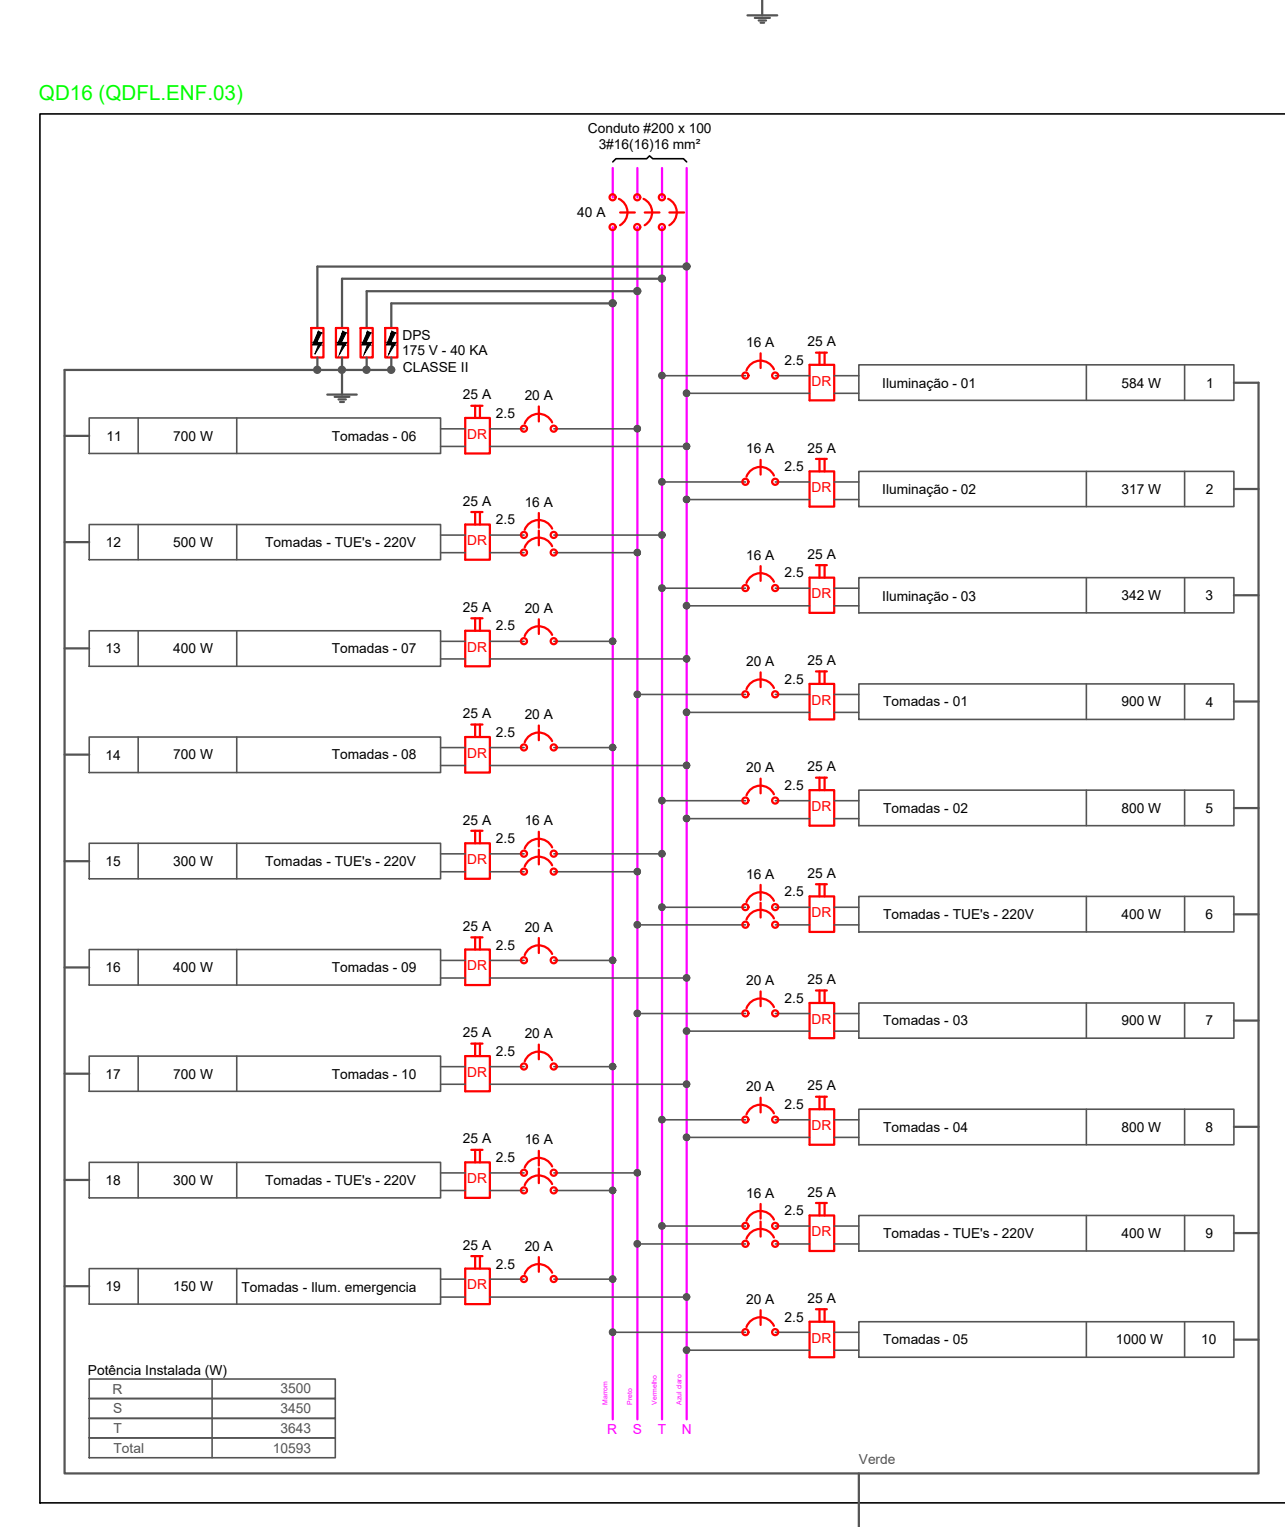 QD16 (QDFL.ENF.03)
Conduto #200 x 100
3#16(16)16 mm²
40 A
DPS
175 V - 40 KA
CLASSE II
16 A 2.5 25 A DR Iluminação - 01 584 W 1
11 700 W Tomadas - 06 25 A DR 2.5 20 A
16 A 2.5 25 A DR Iluminação - 02 317 W 2
12 500 W Tomadas - TUE's - 220V 25 A DR 2.5 16 A
16 A 2.5 25 A DR Iluminação - 03 342 W 3
13 400 W Tomadas - 07 25 A DR 2.5 20 A
20 A 2.5 25 A DR Tomadas - 01 900 W 4
14 700 W Tomadas - 08 25 A DR 2.5 20 A
20 A 2.5 25 A DR Tomadas - 02 800 W 5
15 300 W Tomadas - TUE's - 220V 25 A DR 2.5 16 A
16 A 2.5 25 A DR Tomadas - TUE's - 220V 400 W 6
16 400 W Tomadas - 09 25 A DR 2.5 20 A
20 A 2.5 25 A DR Tomadas - 03 900 W 7
17 700 W Tomadas - 10 25 A DR 2.5 20 A
20 A 2.5 25 A DR Tomadas - 04 800 W 8
18 300 W Tomadas - TUE's - 220V 25 A DR 2.5 16 A
16 A 2.5 25 A DR Tomadas - TUE's - 220V 400 W 9
19 150 W Tomadas - Ilum. emergencia 25 A DR 2.5 20 A
20 A 2.5 25 A DR Tomadas - 05 1000 W 10
Potência Instalada (W)
R 3500
S 3450
T 3643
Total 10593
Marrom Preto Vermelho Azul claro
R S T N
Verde